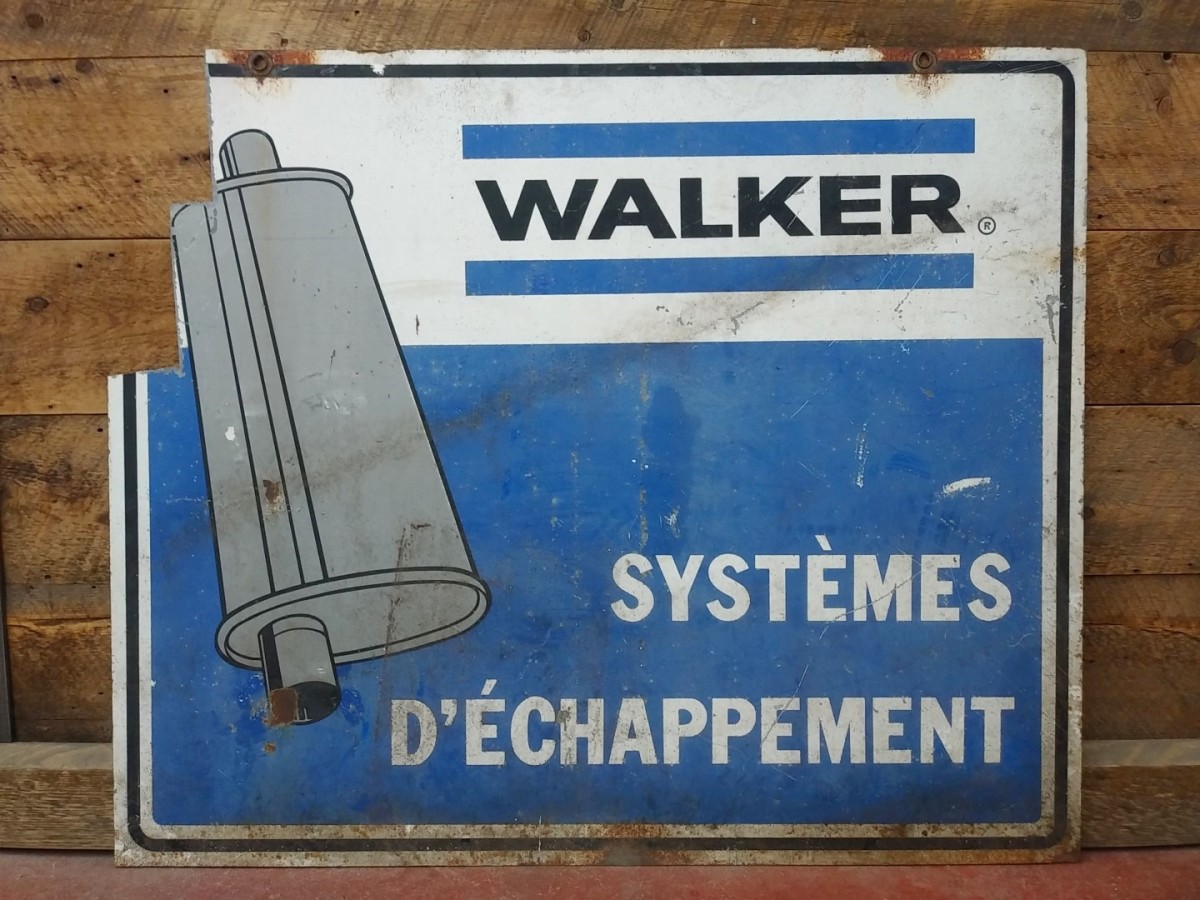 WALKER®
SYSTÈMES
D'ÉCHAPPEMENT